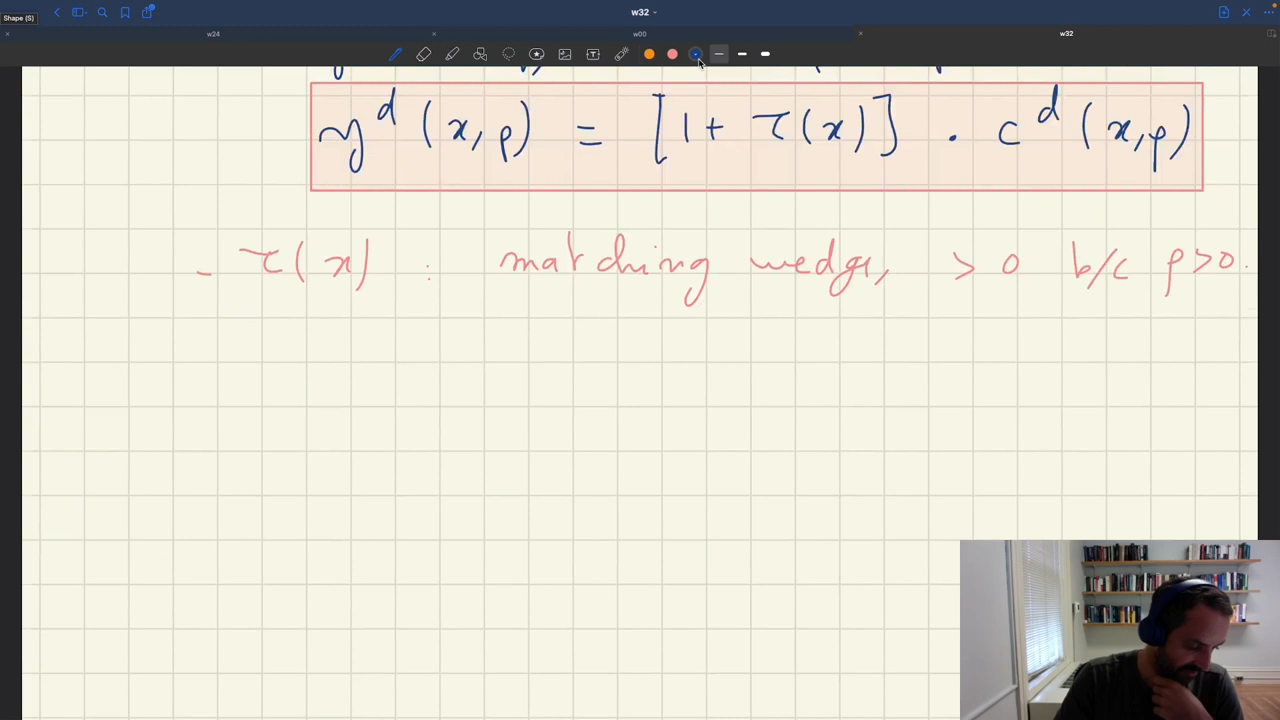 w32
Shape (S)
w24
w00
w32
y^d (x, p) = [1 + τ(x)] · c^d (x, p)
- τ(x) : matching wedge, > 0 b/c ρ > 0.